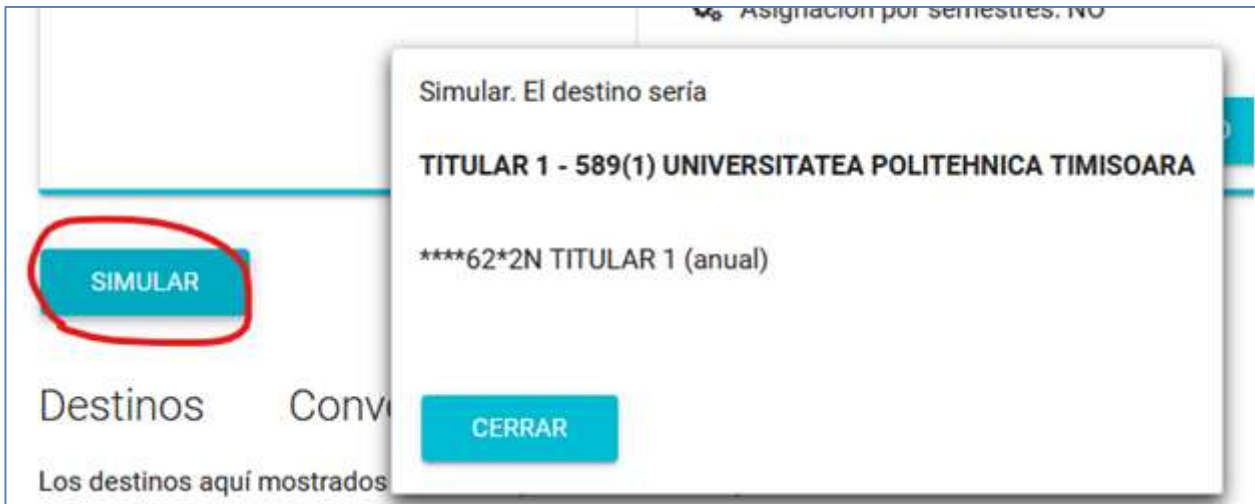 Asignación por semestres: NO
Simular. El destino sería
TITULAR 1 - 589(1) UNIVERSITATEA POLITEHNICA TIMISOARA
****62*2N TITULAR 1 (anual)
CERRAR
SIMULAR
Destinos Conv
Los destinos aquí mostrados